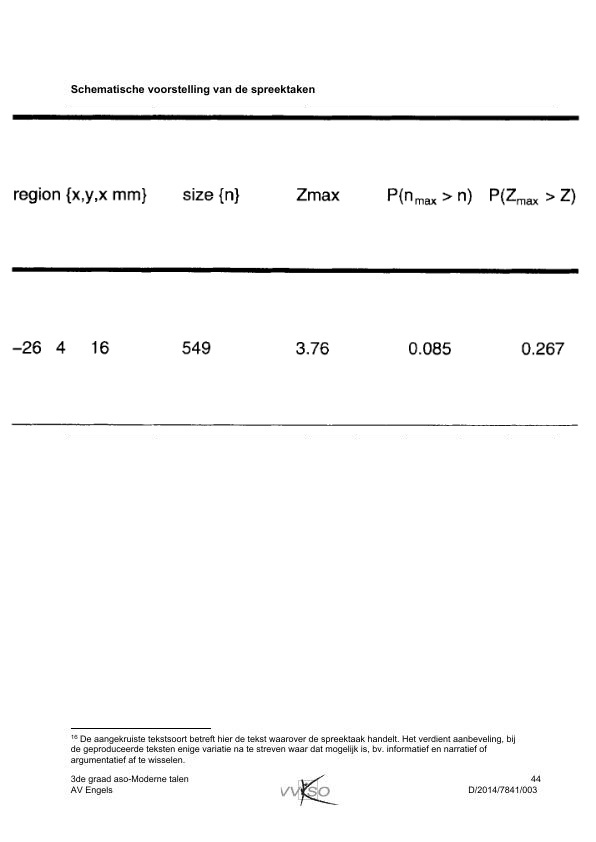 Schematische voorstelling van de spreektaken
region {x,y,x mm} size {n} Zmax P(nmax > n) P(Zmax > Z)
−26 4 16 549 3.76 0.085 0.267
16 De aangekruiste tekstsoort betreft hier de tekst waarover de spreektaak handelt. Het verdient aanbeveling, bij
de geproduceerde teksten enige variatie na te streven waar dat mogelijk is, bv. informatief en narratief of
argumentatief af te wisselen.
3de graad aso-Moderne talen 44
AV Engels VVKSO D/2014/7841/003